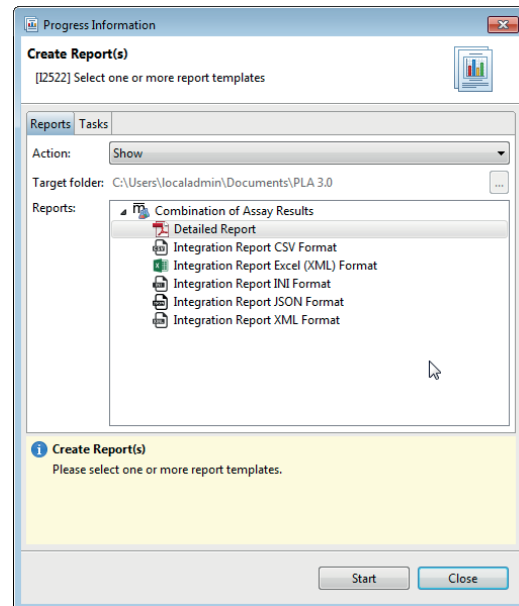 Progress Information
Create Report(s)
[I2522] Select one or more report templates
Reports Tasks
Action: Show
Target folder: C:\Users\localadmin\Documents\PLA 3.0 ...
Reports: Combination of Assay Results
Detailed Report
Integration Report CSV Format
Integration Report Excel (XML) Format
Integration Report INI Format
Integration Report JSON Format
Integration Report XML Format
Create Report(s)
Please select one or more report templates.
Start Close